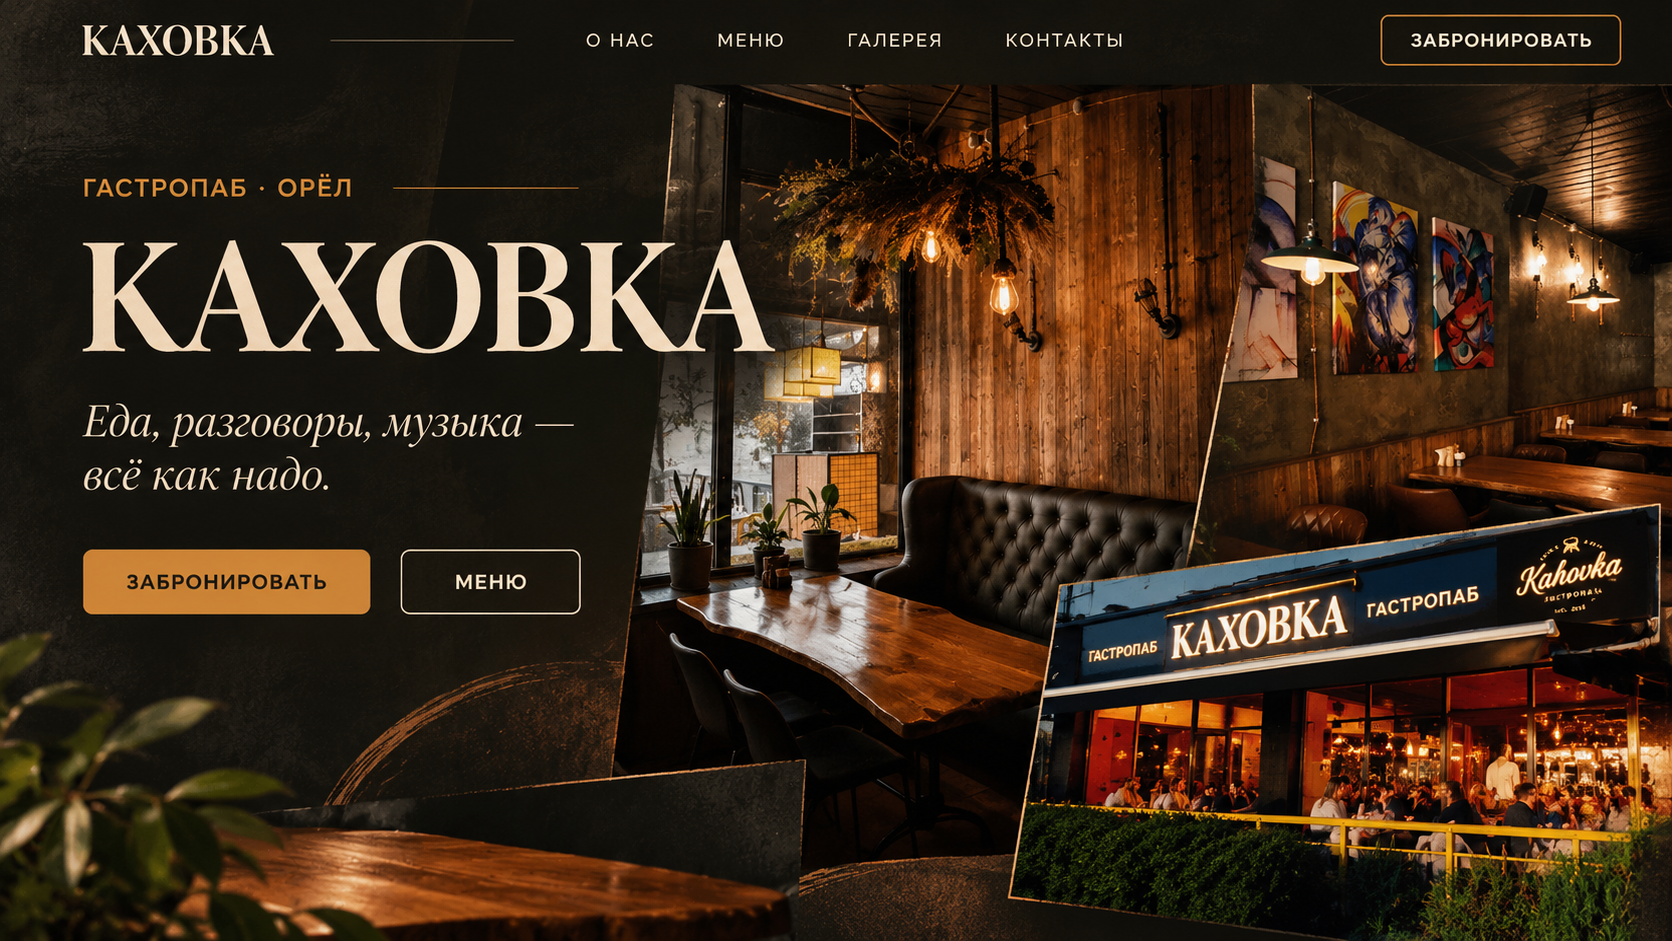 КАХОВКА
О НАС
МЕНЮ
ГАЛЕРЕЯ
КОНТАКТЫ
ЗАБРОНИРОВАТЬ
ГАСТРОПАБ · ОРЁЛ
КАХОВКА
Еда, разговоры, музыка —
всё как надо.
ЗАБРОНИРОВАТЬ
МЕНЮ
ГАСТРОПАБ
КАХОВКА
ГАСТРОПАБ
Kahovka